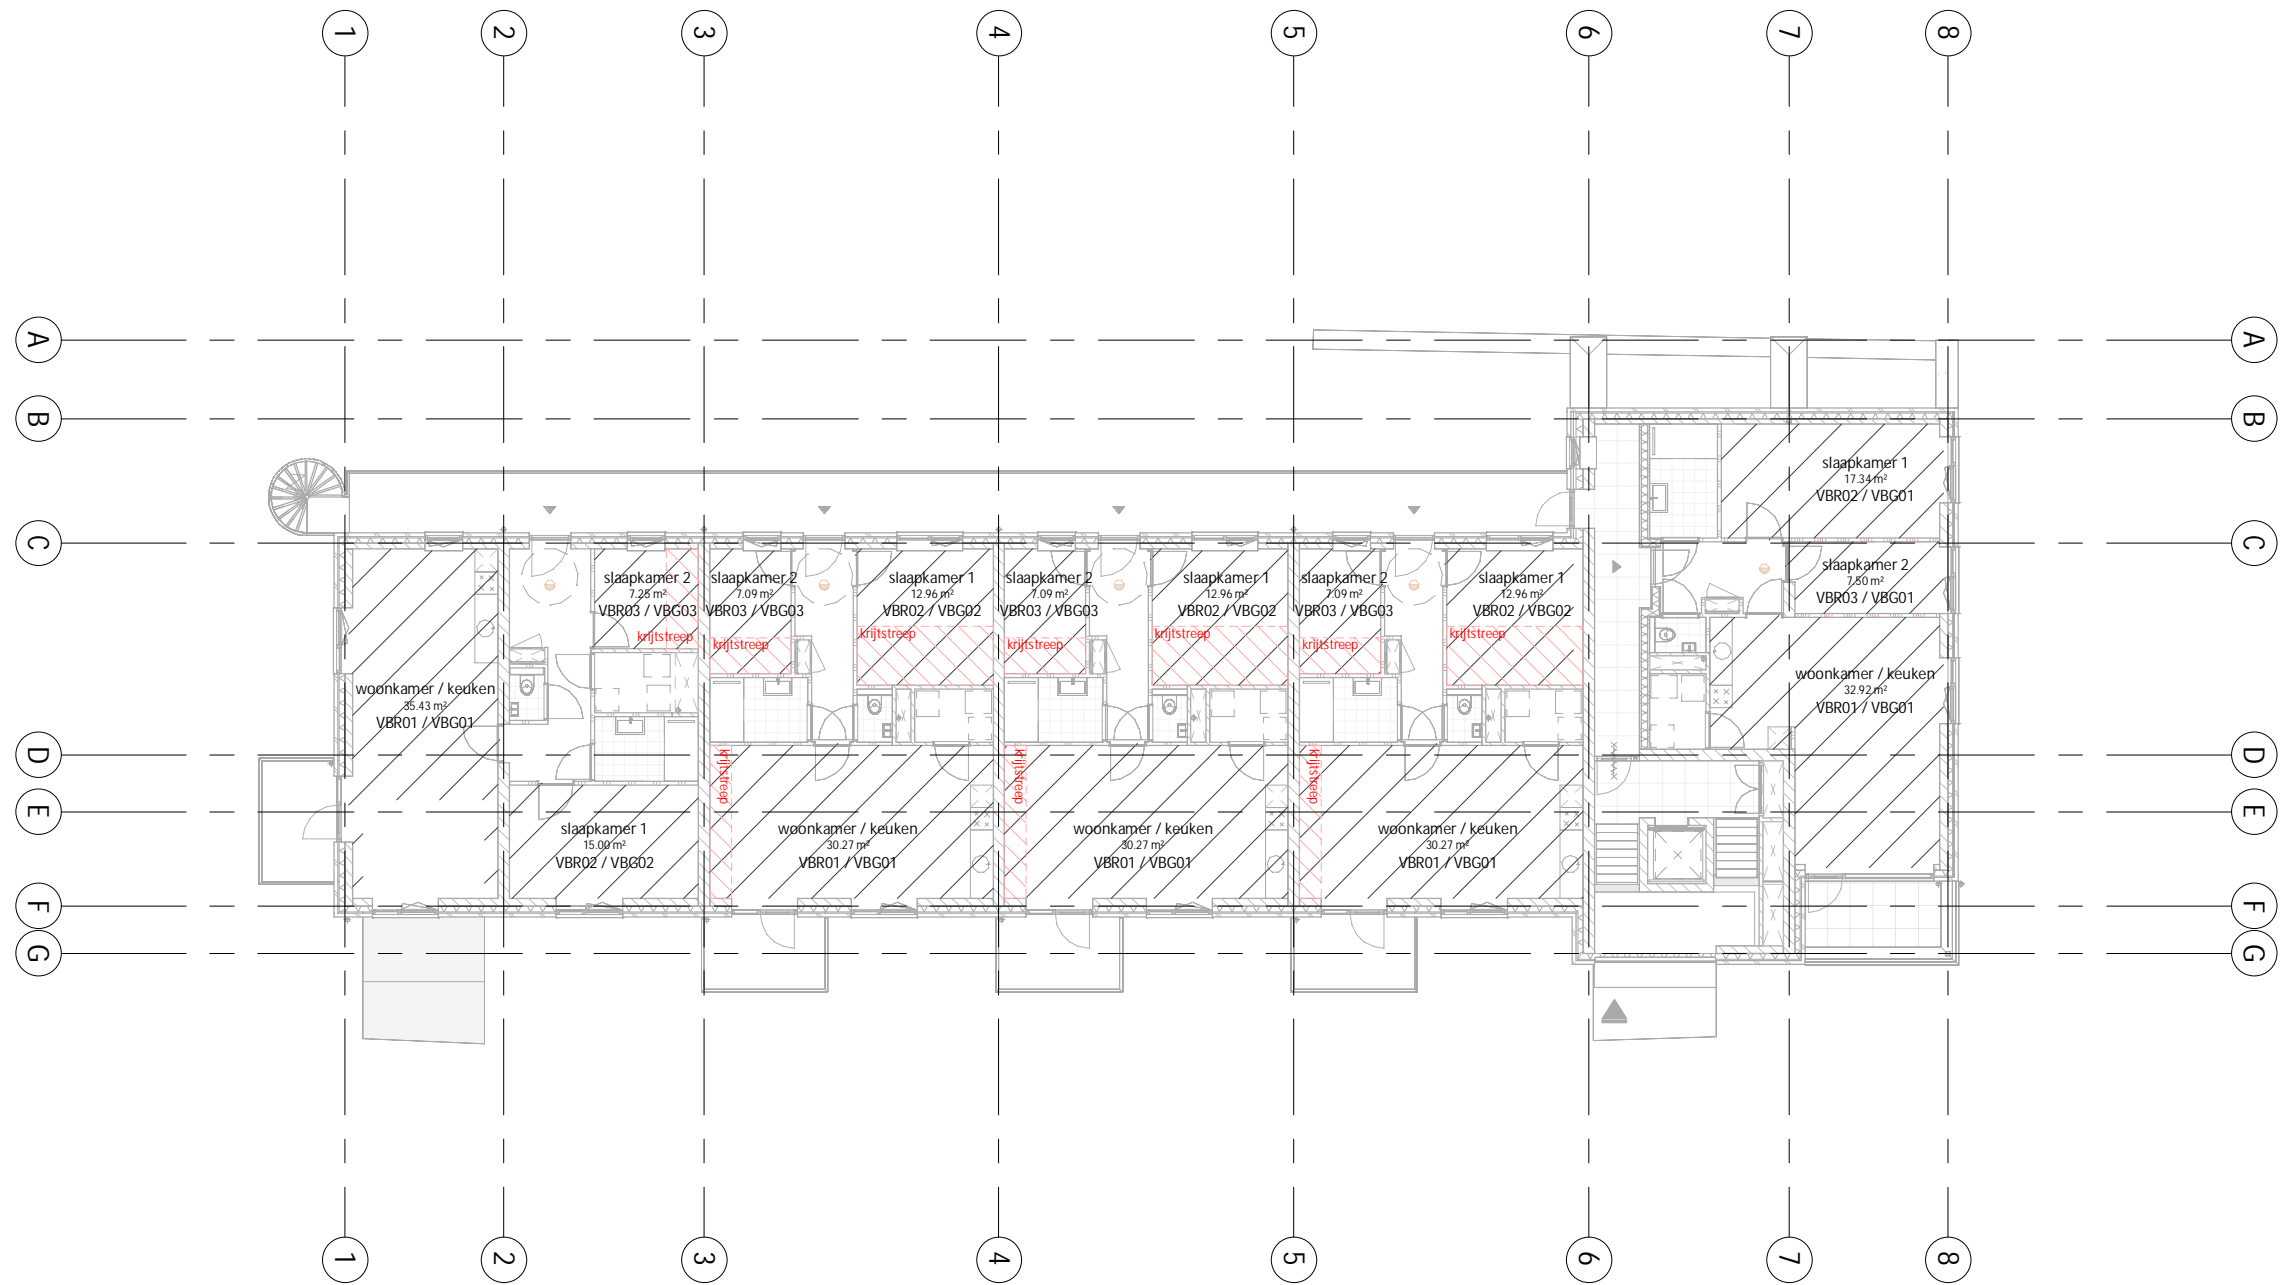 1 2 3 4 5 6 7 8
A A
B B
slaapkamer 1
17.34 m²
VBR02 / VBG01
C C
slaapkamer 2
7.25 m²
VBR03 / VBG03
krijtstreep
slaapkamer 2
7.09 m²
VBR03 / VBG03
krijtstreep
slaapkamer 1
12.96 m²
VBR02 / VBG02
krijtstreep
slaapkamer 2
7.09 m²
VBR03 / VBG03
krijtstreep
slaapkamer 1
12.96 m²
VBR02 / VBG02
krijtstreep
slaapkamer 2
7.09 m²
VBR03 / VBG03
krijtstreep
slaapkamer 1
12.96 m²
VBR02 / VBG02
krijtstreep
slaapkamer 2
7.50 m²
VBR03 / VBG01
woonkamer / keuken
35.43 m²
VBR01 / VBG01
woonkamer / keuken
32.92 m²
VBR01 / VBG01
D D
krijtstreep
krijtstreep
krijtstreep
E E
slaapkamer 1
15.00 m²
VBR02 / VBG02
woonkamer / keuken
30.27 m²
VBR01 / VBG01
woonkamer / keuken
30.27 m²
VBR01 / VBG01
woonkamer / keuken
30.27 m²
VBR01 / VBG01
F F
G G
1 2 3 4 5 6 7 8